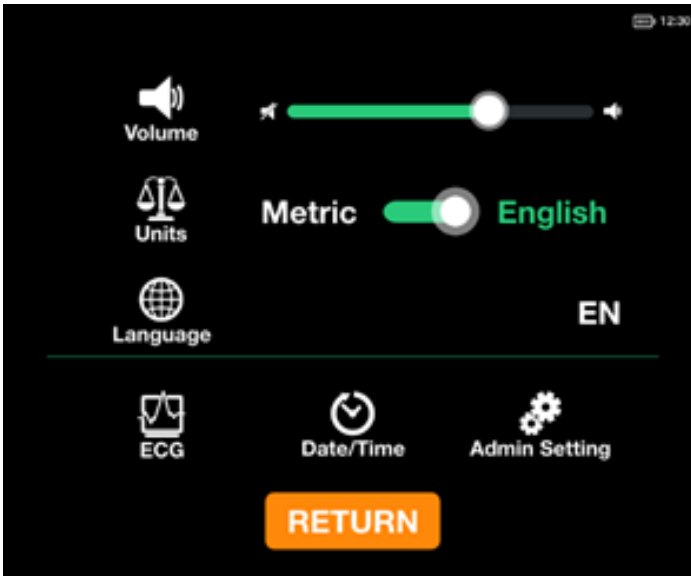 12:30
Volume
Metric English
Units
EN
Language
ECG Date/Time Admin Setting
RETURN